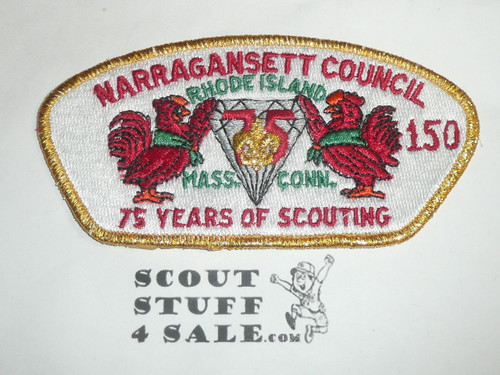 NARRAGANSETT COUNCIL
RHODE ISLAND
75
150
MASS. CONN.
75 YEARS OF SCOUTING
SCOUT
STUFF
4 SALE.COM